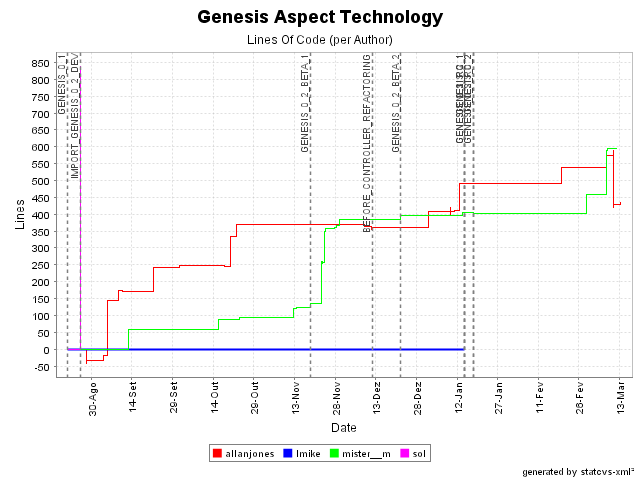 Genesis Aspect Technology
Lines Of Code (per Author)
Lines
850
800
750
700
650
600
550
500
450
400
350
300
250
200
150
100
50
0
-50
GENESIS_0_1
IMPORT_GENESIS_0_2_DEV
GENESIS_0_2_BETA_1
BEFORE_CONTROLLER_REFACTORING
GENESIS_0_2_BETA_2
30-Ago
14-Set
29-Set
14-Out
29-Out
13-Nov
28-Nov
13-Dez
28-Dez
12-Jan
27-Jan
11-Fev
26-Fev
13-Mar
Date
allanjones
lmike
mister__m
sol
generated by statcvs-xml²